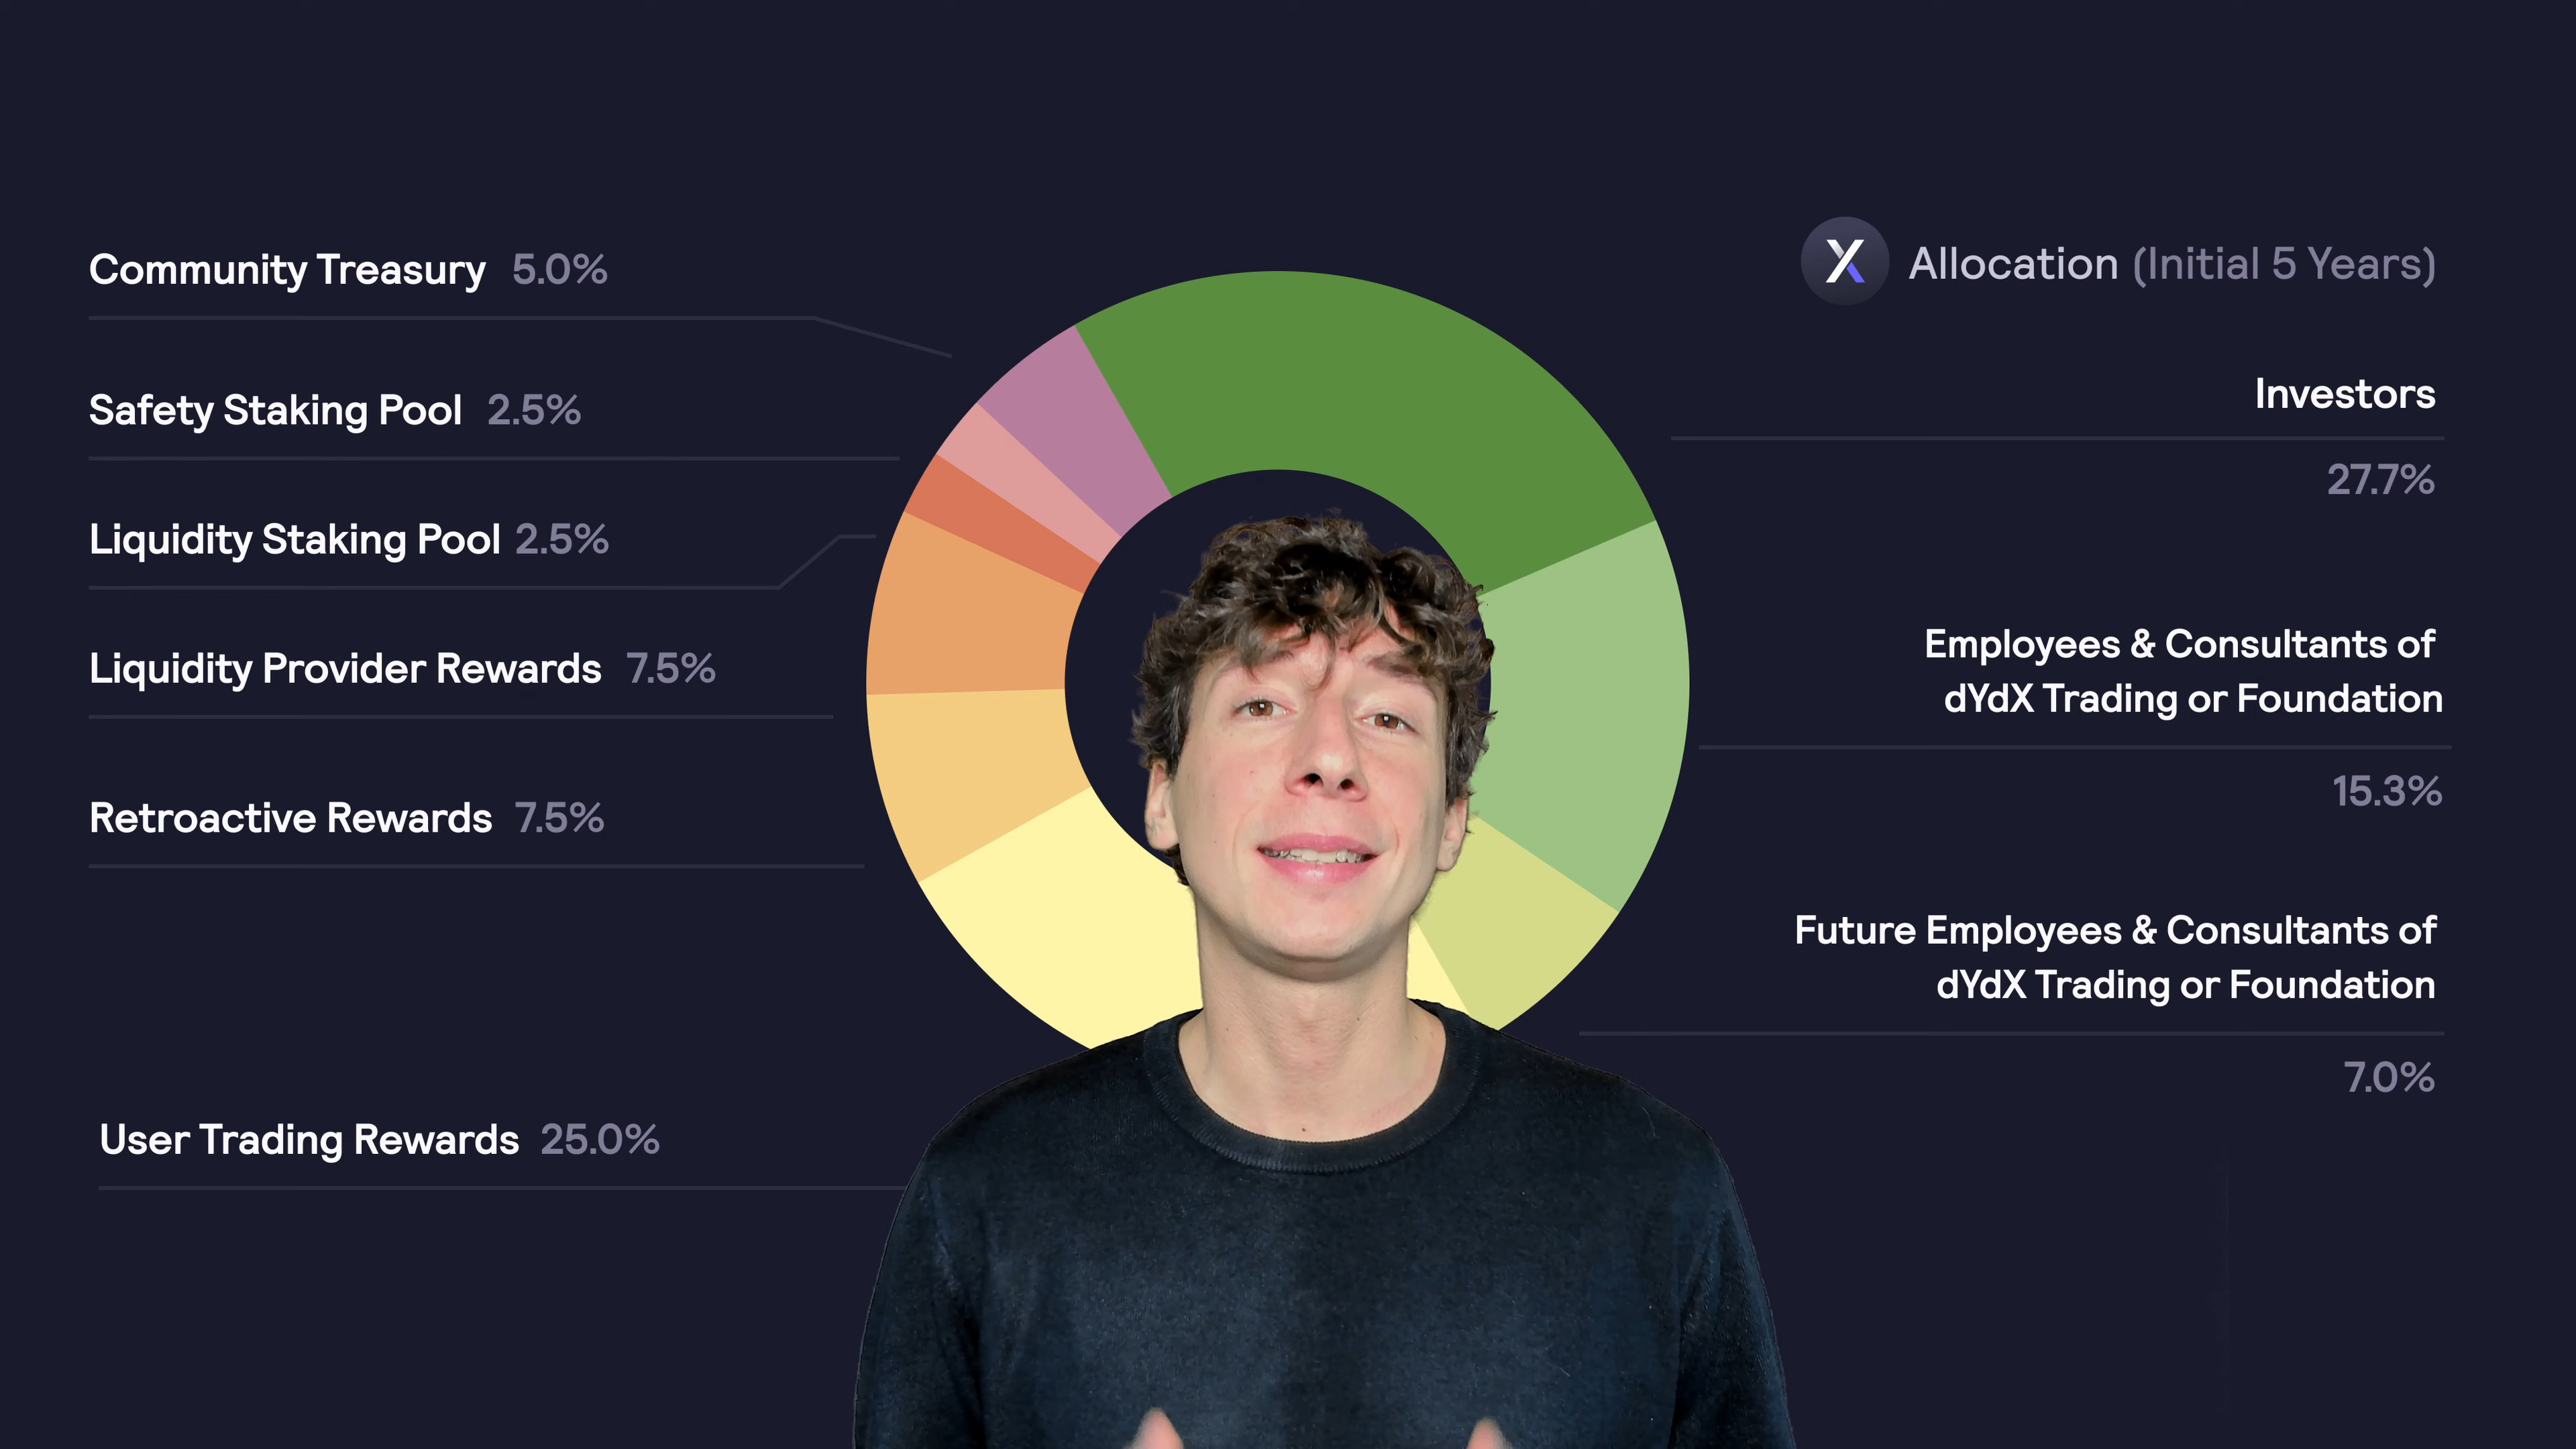 Community Treasury 5.0%
Safety Staking Pool 2.5%
Liquidity Staking Pool 2.5%
Liquidity Provider Rewards 7.5%
Retroactive Rewards 7.5%
User Trading Rewards 25.0%
Allocation (Initial 5 Years)
Investors
27.7%
Employees & Consultants of
dYdX Trading or Foundation
15.3%
Future Employees & Consultants of
dYdX Trading or Foundation
7.0%